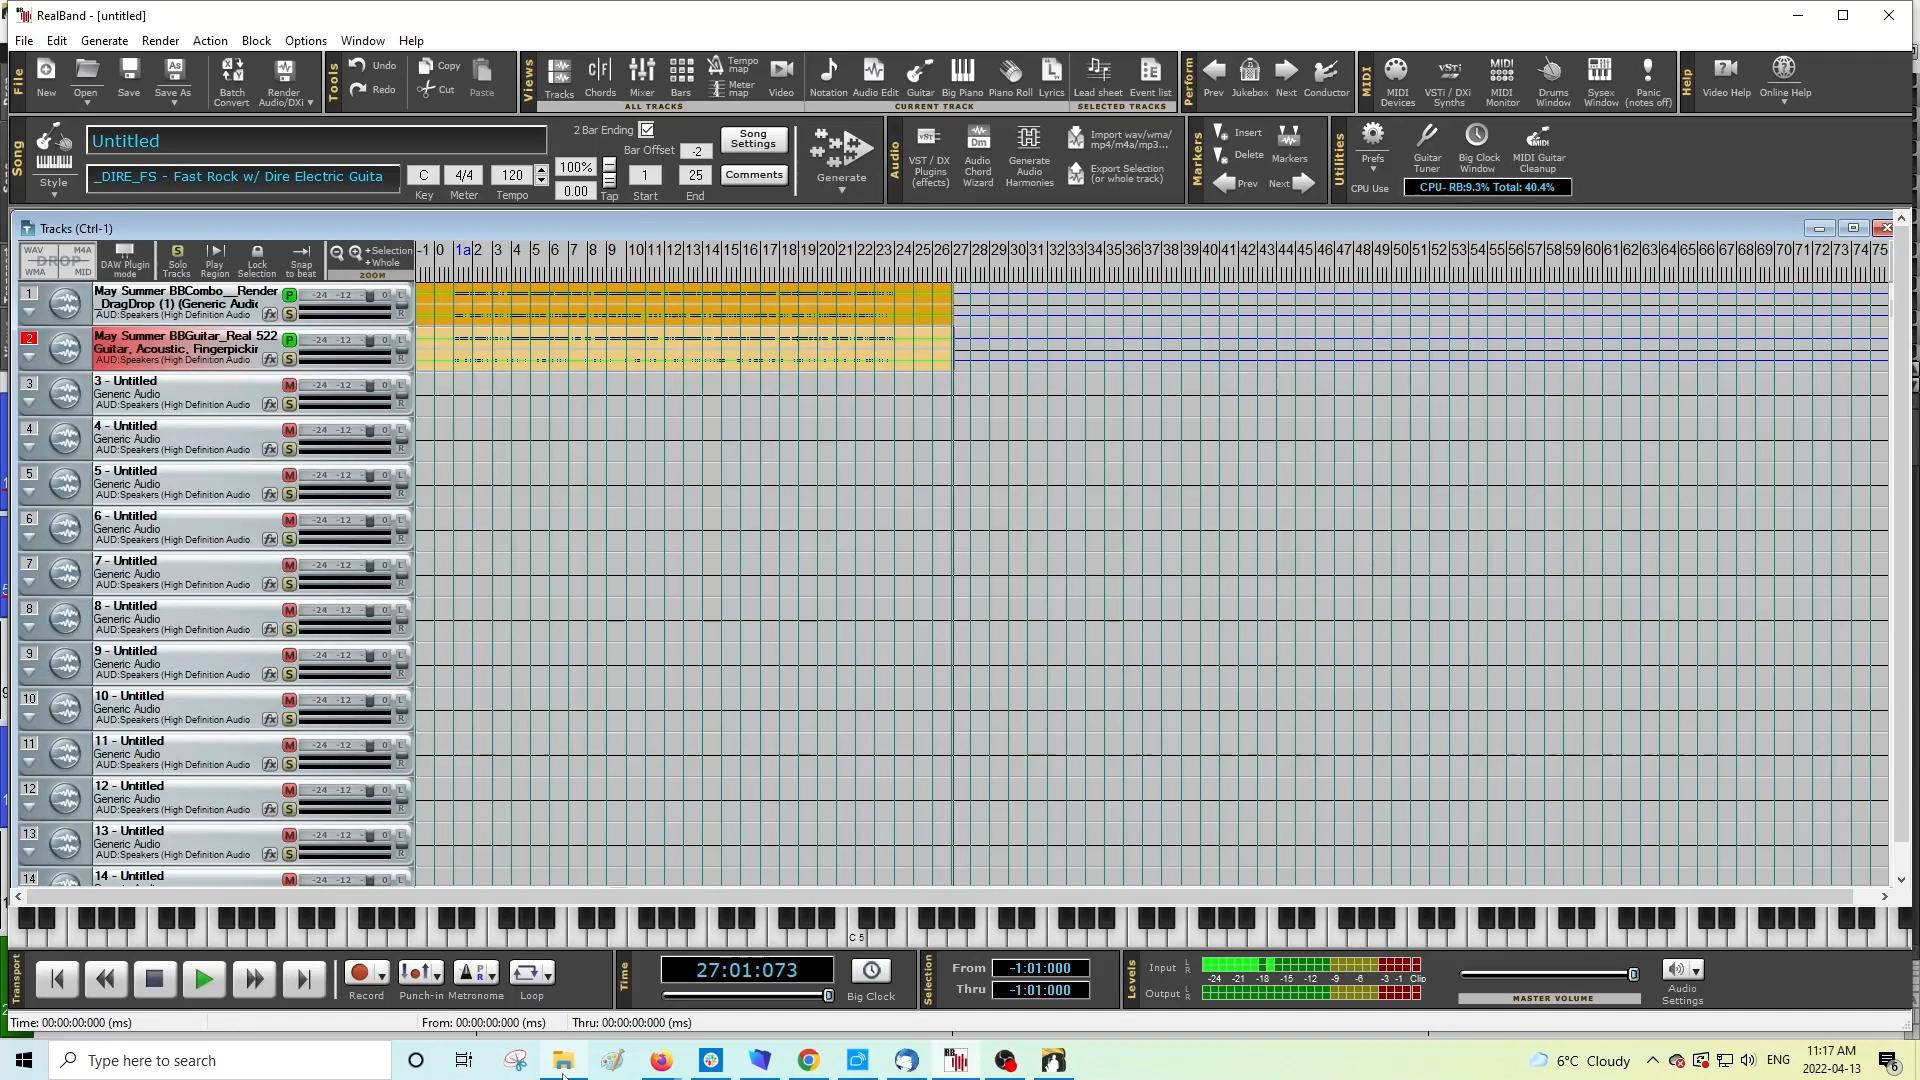 RealBand - [untitled]
File Edit Generate Render Action Block Options Window Help
File New Open Save Save As Batch Convert Render Audio/DXi Tools Undo Redo Copy Cut Paste Views Tracks Chords Mixer Bars Tempo map Meter map Video ALL TRACKS Notation Audio Edit Guitar Big Piano Piano Roll Lyrics CURRENT TRACK Lead sheet Event list SELECTED TRACKS Perform Prev Jukebox Next Conductor MIDI MIDI Devices VSTi / DXi Synths MIDI Monitor Drums Window Sysex Window Panic (notes off) Help Video Help Online Help
Song Style Untitled 2 Bar Ending Bar Offset -2 Song Settings
_DIRE_FS - Fast Rock w/ Dire Electric Guita C Key 4/4 Meter 120 Tempo 100% 0.00 Tap 1 Start 25 End Comments Generate
Audio VST / DX Plugins (effects) Audio Chord Wizard Generate Audio Harmonies Import wav/wma/ mp4/m4a/mp3... Export Selection (or whole track) Markers Insert Delete Markers Prev Next Utilities Prefs Guitar Tuner Big Clock Window MIDI Guitar Cleanup CPU Use CPU- RB:9.3% Total: 40.4%
Tracks (Ctrl-1)
WAV M4A DROP WMA MID DAW Plugin mode Solo Tracks Play Region Lock Selection Snap to beat +Selection +Whole ZOOM
-1 0 1a 2 3 4 5 6 7 8 9 10 11 12 13 14 15 16 17 18 19 20 21 22 23 24 25 26 27 28 29 30 31 32 33 34 35 36 37 38 39 40 41 42 43 44 45 46 47 48 49 50 51 52 53 54 55 56 57 58 59 60 61 62 63 64 65 66 67 68 69 70 71 72 73 74 75
1 May Summer BBCombo__Render P -24 -12 0 L
_DragDrop (1) (Generic Audio
AUD:Speakers (High Definition Audio fx S R
2 May Summer BBGuitar_Real 522 P -24 -12 0 L
Guitar, Acoustic, Fingerpickin
AUD:Speakers (High Definition Audio fx S R
3 3 - Untitled M -24 -12 0 L
Generic Audio
AUD:Speakers (High Definition Audio fx S R
4 4 - Untitled M -24 -12 0 L
Generic Audio
AUD:Speakers (High Definition Audio fx S R
5 5 - Untitled M -24 -12 0 L
Generic Audio
AUD:Speakers (High Definition Audio fx S R
6 6 - Untitled M -24 -12 0 L
Generic Audio
AUD:Speakers (High Definition Audio fx S R
7 7 - Untitled M -24 -12 0 L
Generic Audio
AUD:Speakers (High Definition Audio fx S R
8 8 - Untitled M -24 -12 0 L
Generic Audio
AUD:Speakers (High Definition Audio fx S R
9 9 - Untitled M -24 -12 0 L
Generic Audio
AUD:Speakers (High Definition Audio fx S R
10 10 - Untitled M -24 -12 0 L
Generic Audio
AUD:Speakers (High Definition Audio fx S R
11 11 - Untitled M -24 -12 0 L
Generic Audio
AUD:Speakers (High Definition Audio fx S R
12 12 - Untitled M -24 -12 0 L
Generic Audio
AUD:Speakers (High Definition Audio fx S R
13 13 - Untitled M -24 -12 0 L
Generic Audio
AUD:Speakers (High Definition Audio fx S R
14 14 - Untitled M -24 -12 0 L
C 5
Transport Record Punch-in Metronome Loop Time 27:01:073 Big Clock Selection From -1:01:000 Thru -1:01:000 Levels Input L R -24 -21 -18 -15 -12 -9 -6 -3 -1 Clip Output L R MASTER VOLUME Audio Settings
Time: 00:00:00:000 (ms) From: 00:00:00:000 (ms) Thru: 00:00:00:000 (ms)
Type here to search 6°C Cloudy ENG 11:17 AM
2022-04-13 6